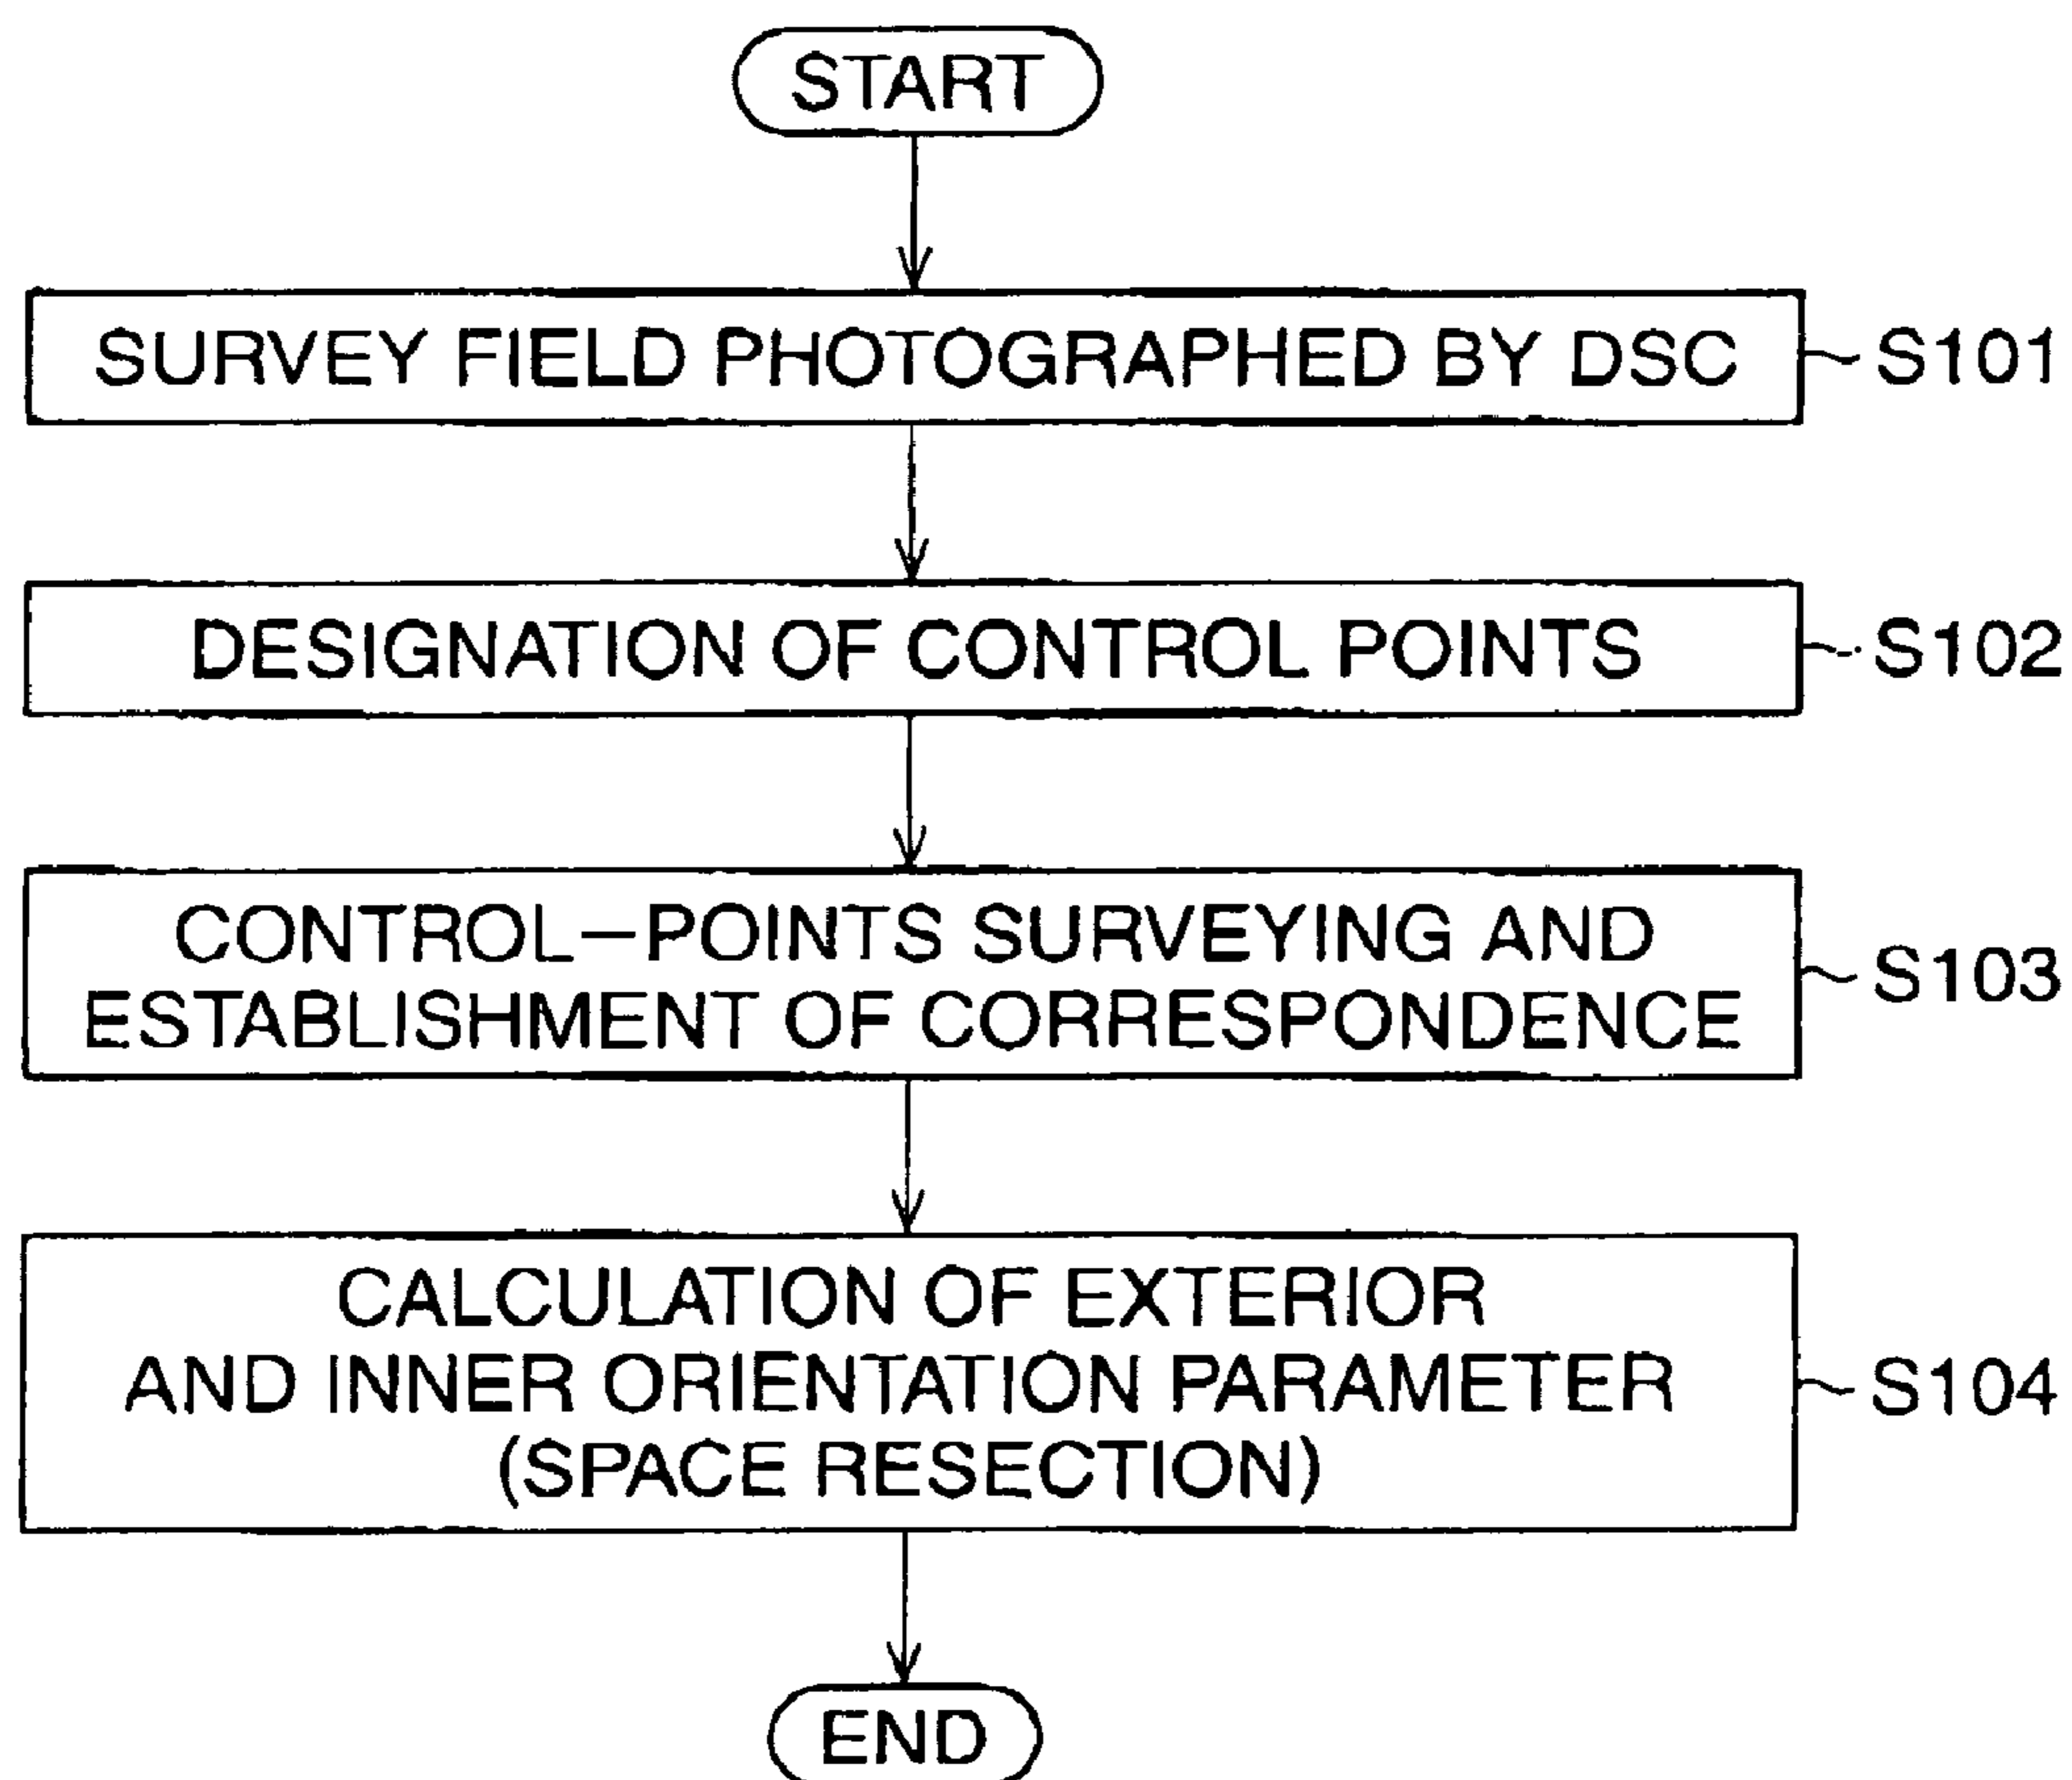 START
SURVEY FIELD PHOTOGRAPHED BY DSC
S101
DESIGNATION OF CONTROL POINTS
S102
CONTROL-POINTS SURVEYING AND
ESTABLISHMENT OF CORRESPONDENCE
S103
CALCULATION OF EXTERIOR
AND INNER ORIENTATION PARAMETER
(SPACE RESECTION)
S104
END